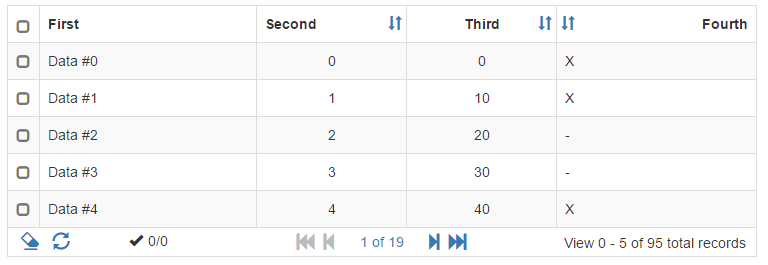 First Second Third Fourth
Data #0 0 0 X
Data #1 1 10 X
Data #2 2 20 -
Data #3 3 30 -
Data #4 4 40 X
0/0 1 of 19 View 0 - 5 of 95 total records